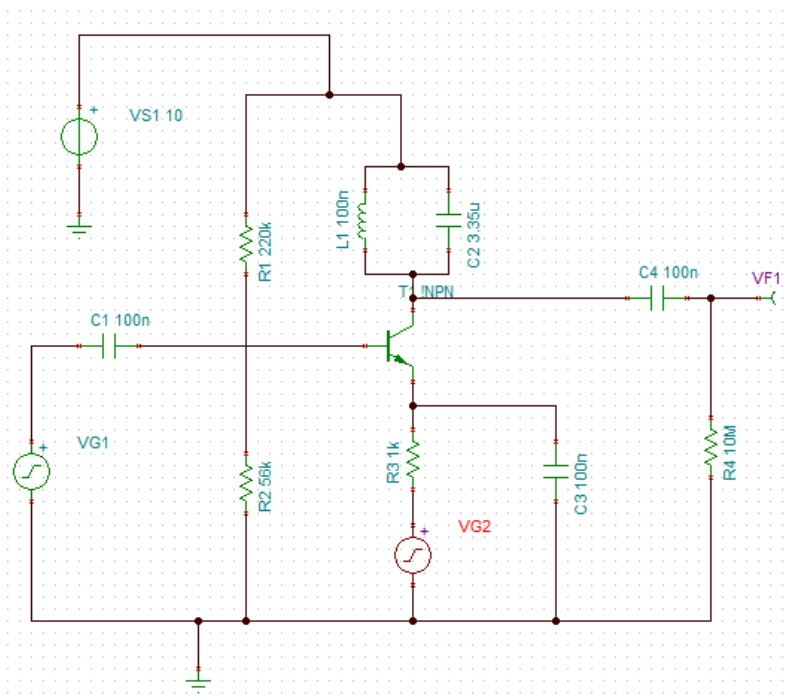 +
VS1 10
L1 100n
C2 3.35u
R1 220k
C4 100n
VF1
T1 !NPN
C1 100n
+
VG1
R2 56k
R3 1k
C3 100n
R4 10M
+
VG2